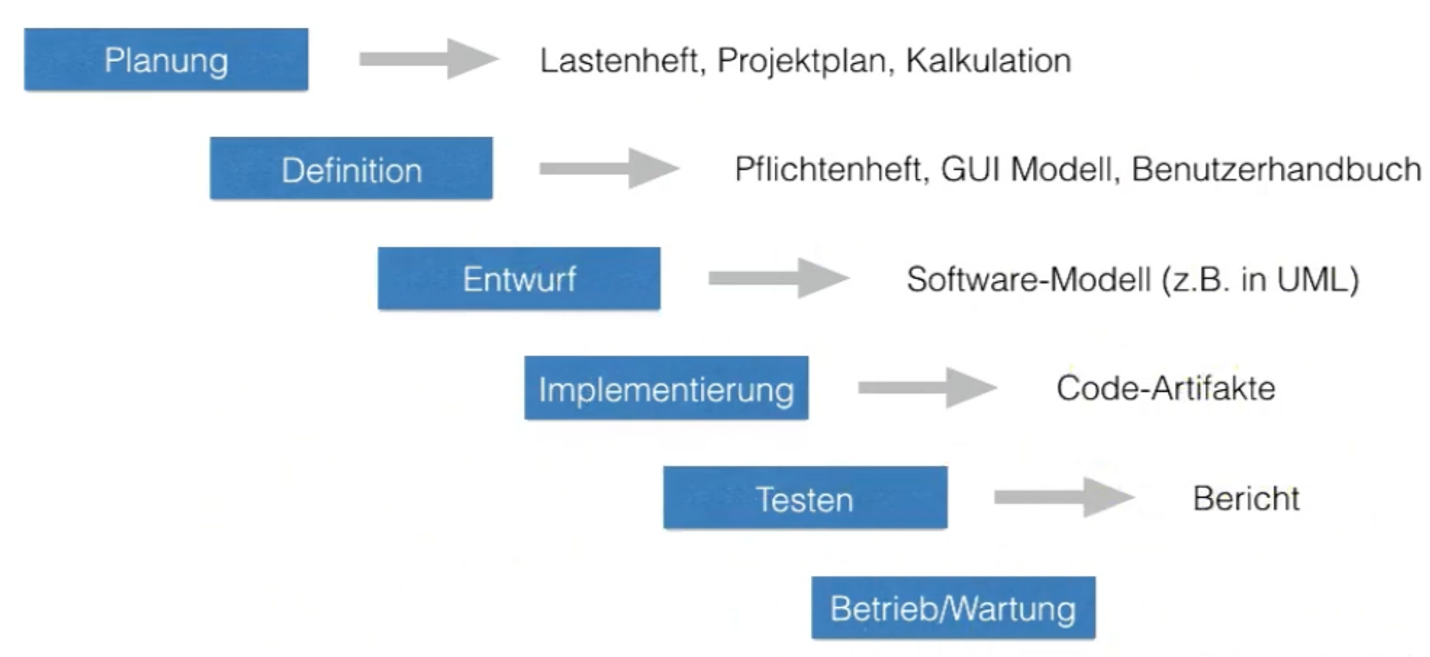 Planung
Lastenheft, Projektplan, Kalkulation
Definition
Pflichtenheft, GUI Modell, Benutzerhandbuch
Entwurf
Software-Modell (z.B. in UML)
Implementierung
Code-Artifakte
Testen
Bericht
Betrieb/Wartung